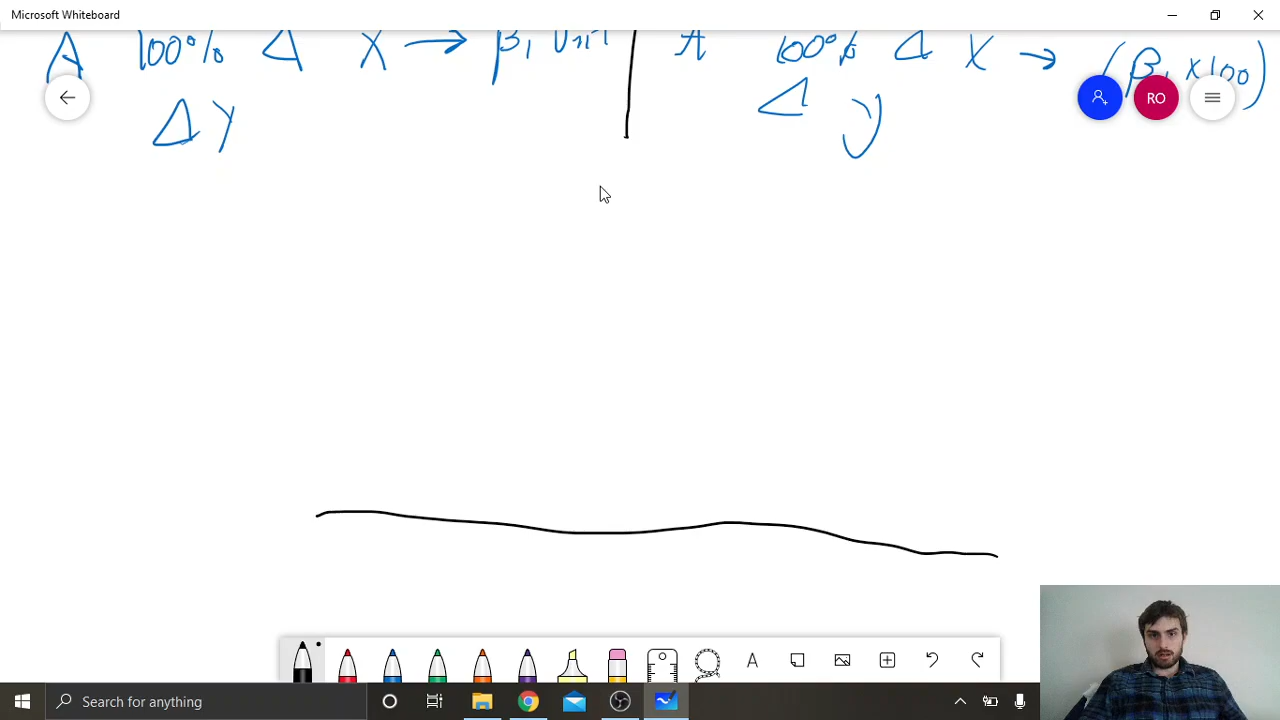 Microsoft Whiteboard
A 100% Δ X → β₁ Unit
Δ y
A 100% Δ X → (β₁ x 100)
Δ y
RO
A
Search for anything